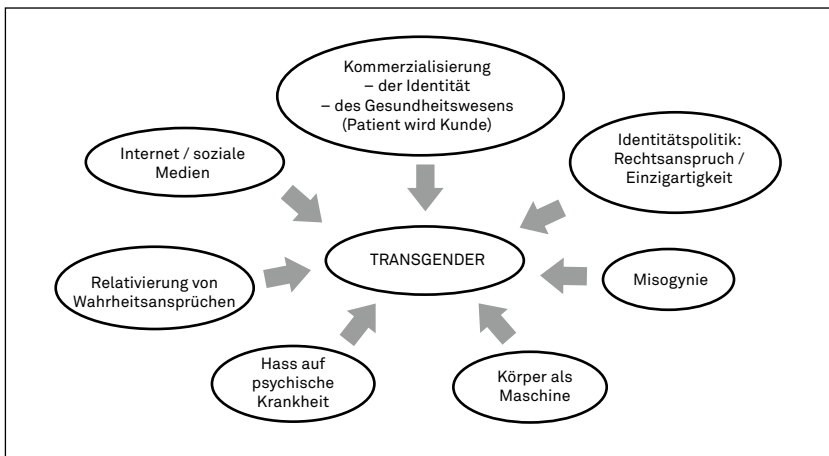 Kommerzialisierung
– der Identität
– des Gesundheitswesens
(Patient wird Kunde)
Internet / soziale
Medien
Identitätspolitik:
Rechtsanspruch /
Einzigartigkeit
TRANSGENDER
Relativierung von
Wahrheitsansprüchen
Misogynie
Hass auf
psychische
Krankheit
Körper als
Maschine